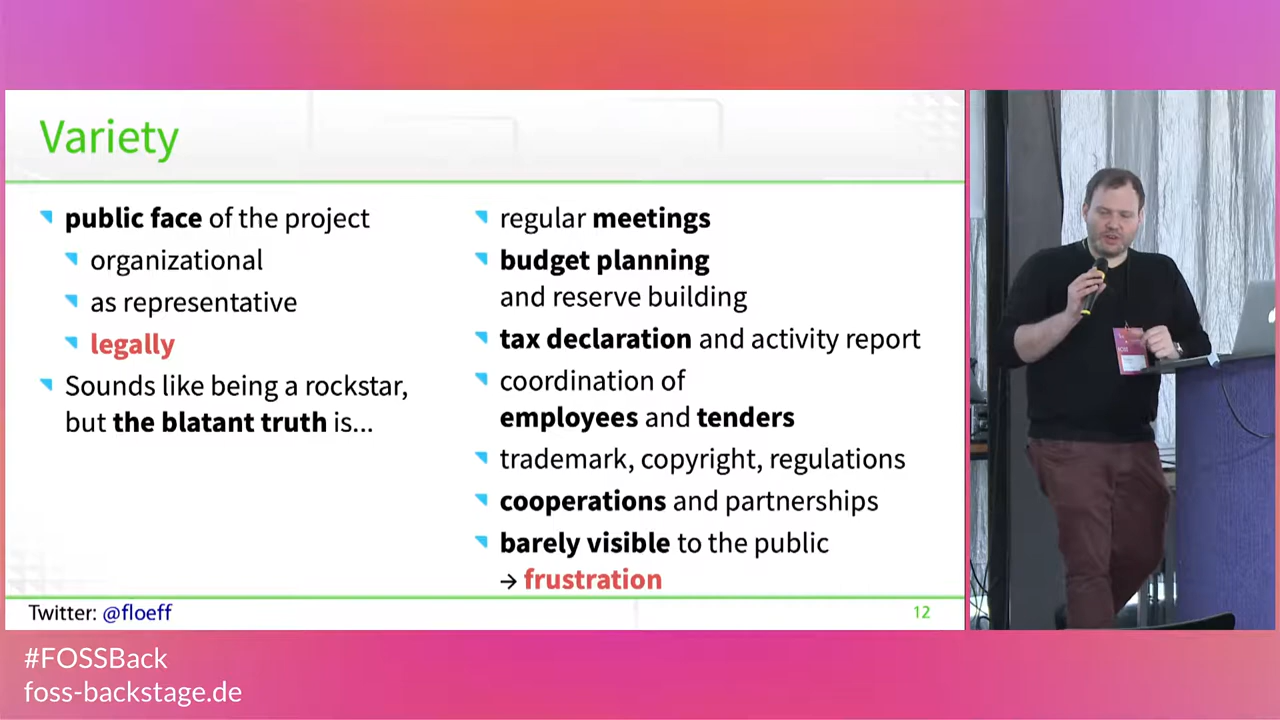 Variety
public face of the project
organizational
as representative
legally
Sounds like being a rockstar,
but the blatant truth is...
regular meetings
budget planning
and reserve building
tax declaration and activity report
coordination of
employees and tenders
trademark, copyright, regulations
cooperations and partnerships
barely visible to the public
→ frustration
Twitter: @floeff
12
#FOSSBack
foss-backstage.de